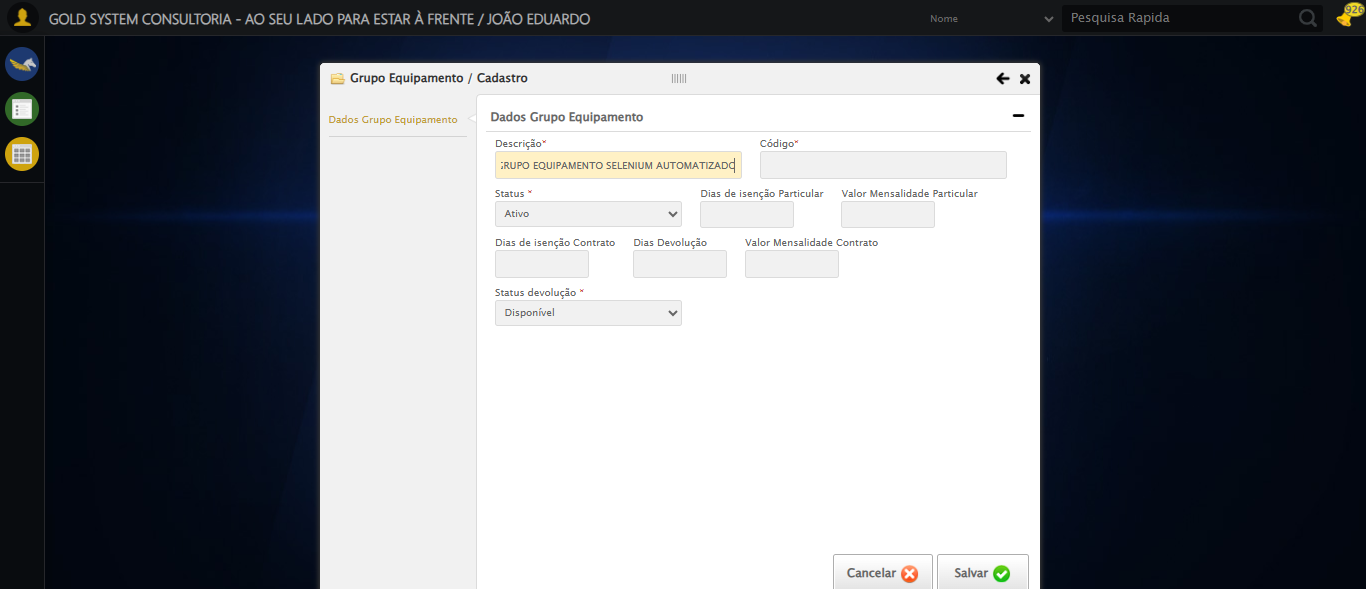 GOLD SYSTEM CONSULTORIA - AO SEU LADO PARA ESTAR À FRENTE / JOÃO EDUARDO
Nome
Pesquisa Rapida
926
Grupo Equipamento / Cadastro
Dados Grupo Equipamento
Dados Grupo Equipamento
Descrição* Código*
EQUIPAMENTO SELENIUM AUTOMATIZADO
Status * Dias de isenção Particular Valor Mensalidade Particular
Ativo
Dias de isenção Contrato Dias Devolução Valor Mensalidade Contrato
Status devolução *
Disponível
Cancelar Salvar